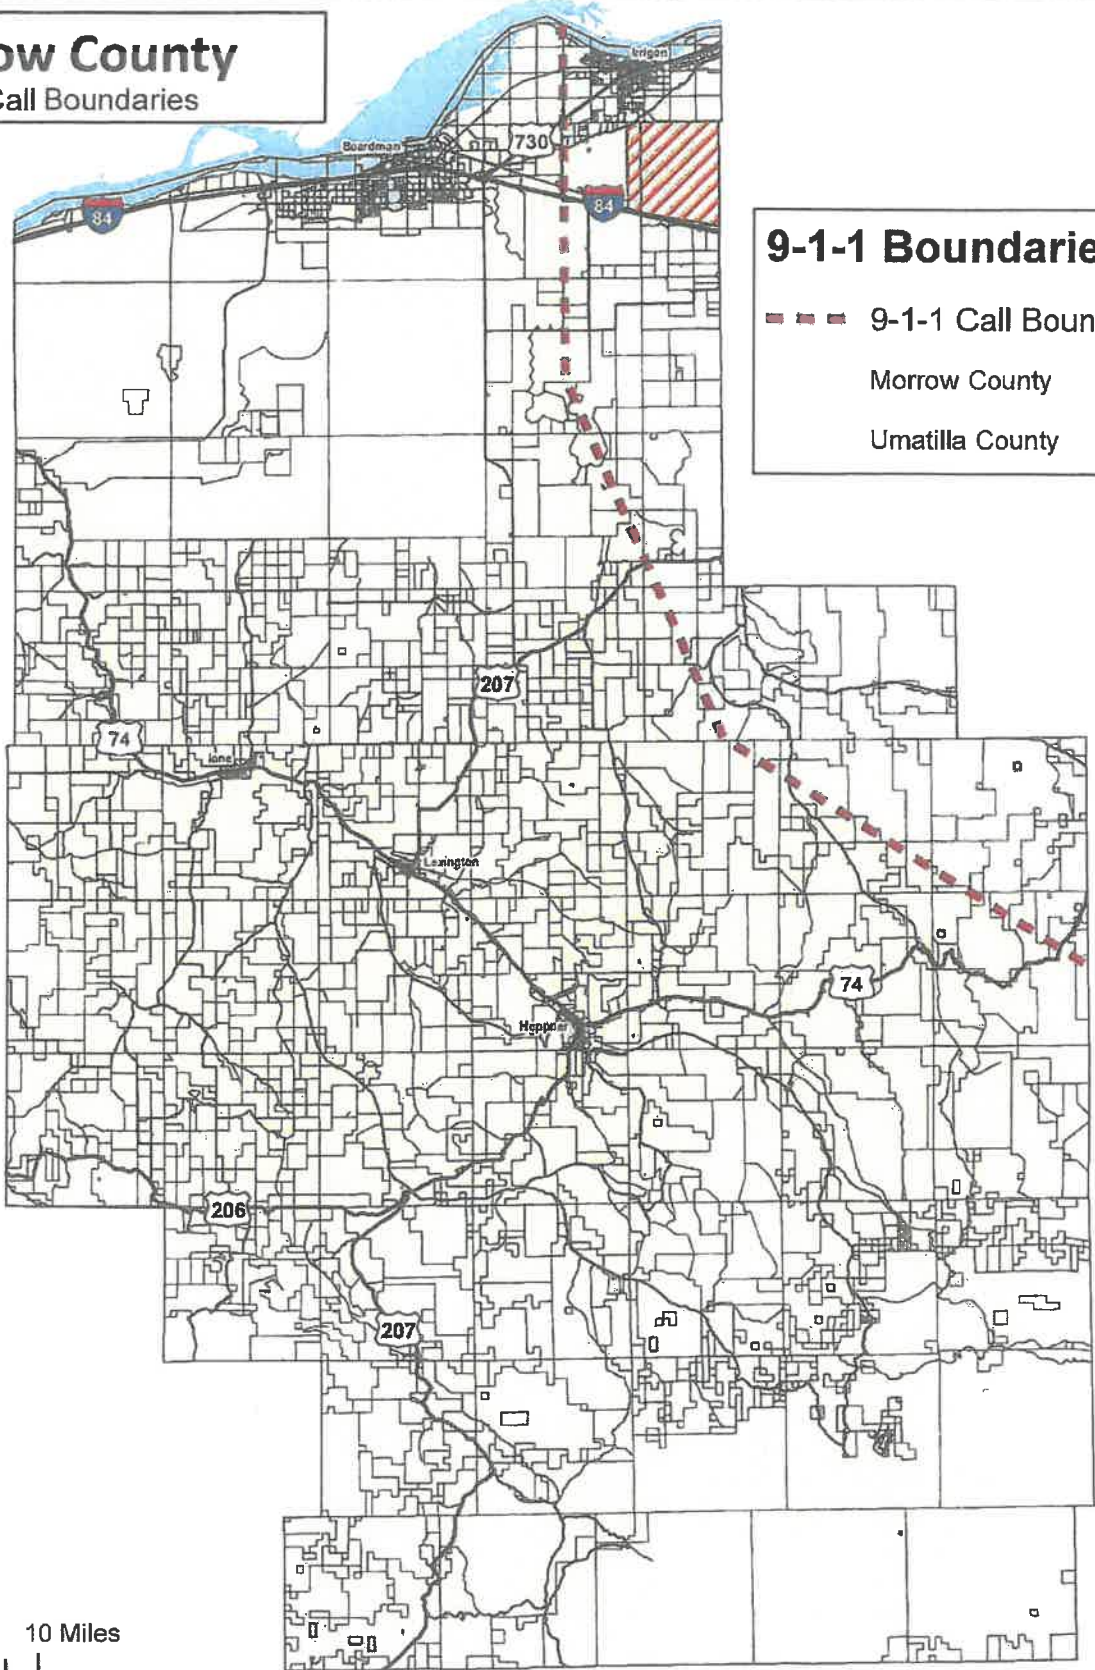 ow County
Call Boundaries
Irrigon
Boardman
730
84
84
9-1-1 Boundarie
9-1-1 Call Boun
Morrow County
Umatilla County
207
74
Ione
Lexington
74
Heppner
206
207
10 Miles